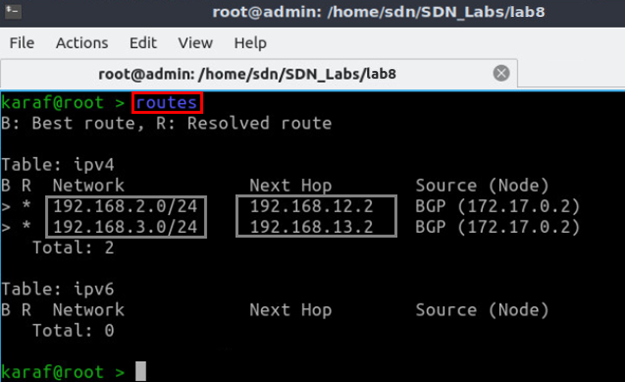 root@admin: /home/sdn/SDN_Labs/lab8
File Actions Edit View Help
root@admin: /home/sdn/SDN_Labs/lab8
karaf@root > routes
B: Best route, R: Resolved route
Table: ipv4
B R Network Next Hop Source (Node)
> * 192.168.2.0/24 192.168.12.2 BGP (172.17.0.2)
> * 192.168.3.0/24 192.168.13.2 BGP (172.17.0.2)
Total: 2
Table: ipv6
B R Network Next Hop Source (Node)
Total: 0
karaf@root >